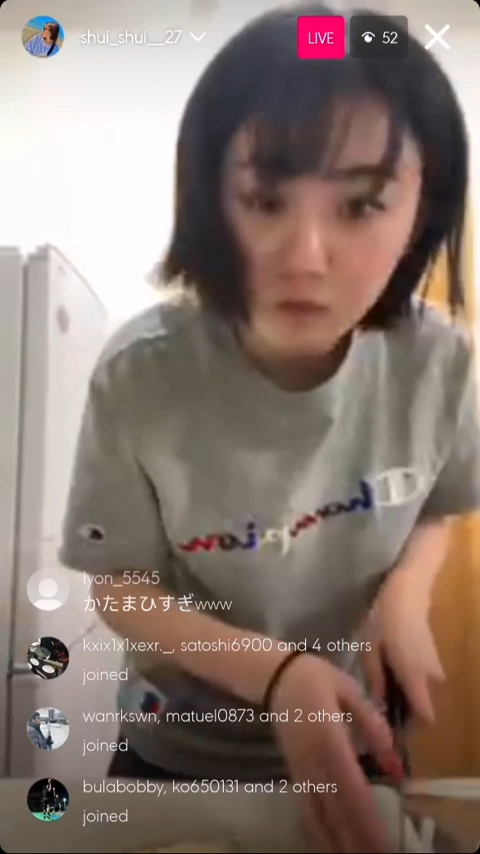 shui_shui__27
LIVE
52
Champion
lyon_5545
かたまひすぎwww
kxix1x1xexr._, satoshi6900 and 4 others
joined
wanrkswn, matuel0873 and 2 others
joined
bulabobby, ko650131 and 2 others
joined